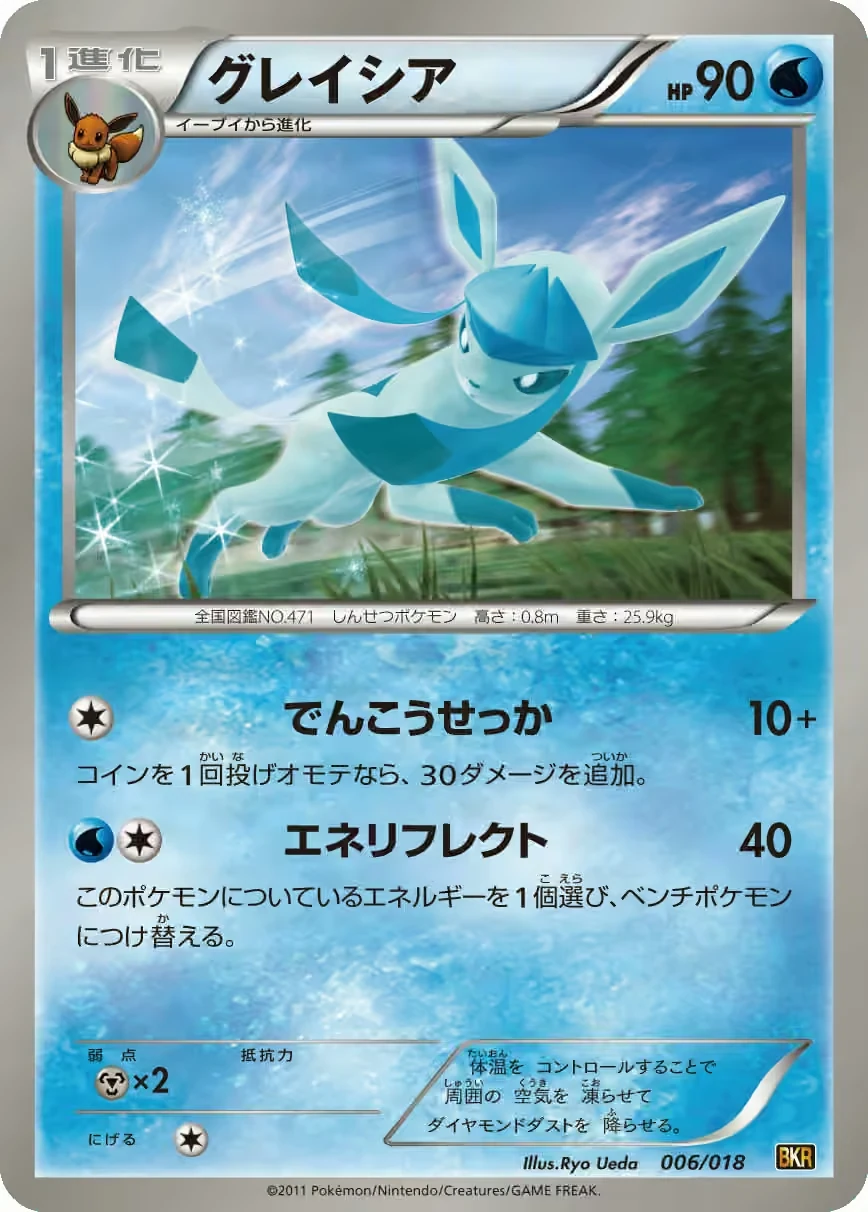 1進化
グレイシア
HP90
イーブイから進化
全国図鑑NO.471 しんせつポケモン 高さ:0.8m 重さ:25.9kg
でんこうせっか 10+
コインを1回投げオモテなら、30ダメージを追加。
エネリフレクト 40
このポケモンについているエネルギーを1個選び、ベンチポケモン
につけ替える。
弱点 抵抗力
×2
にげる
体温を コントロールすることで
周囲の 空気を 凍らせて
ダイヤモンドダストを 降らせる。
Illus.Ryo Ueda 006/018 BKR
©2011 Pokémon/Nintendo/Creatures/GAME FREAK.